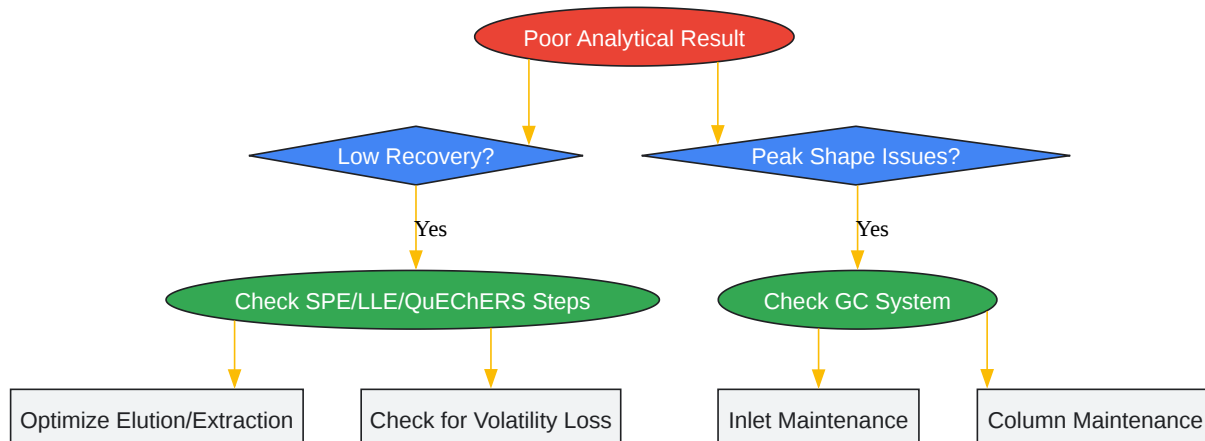 Poor Analytical Result
Low Recovery?
Peak Shape Issues?
Yes
Yes
Check SPE/LLE/QuEChERS Steps
Check GC System
Optimize Elution/Extraction
Check for Volatility Loss
Inlet Maintenance
Column Maintenance